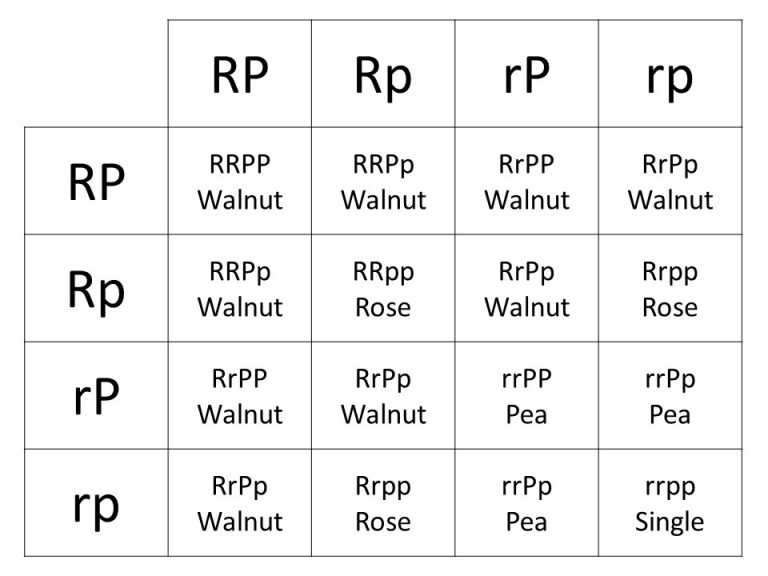 RP Rp rP rp
RP RRPP RRPp RrPP RrPp
Walnut Walnut Walnut Walnut
Rp RRPp RRpp RrPp Rrpp
Walnut Rose Walnut Rose
rP RrPP RrPp rrPP rrPp
Walnut Walnut Pea Pea
rp RrPp Rrpp rrPp rrpp
Walnut Rose Pea Single